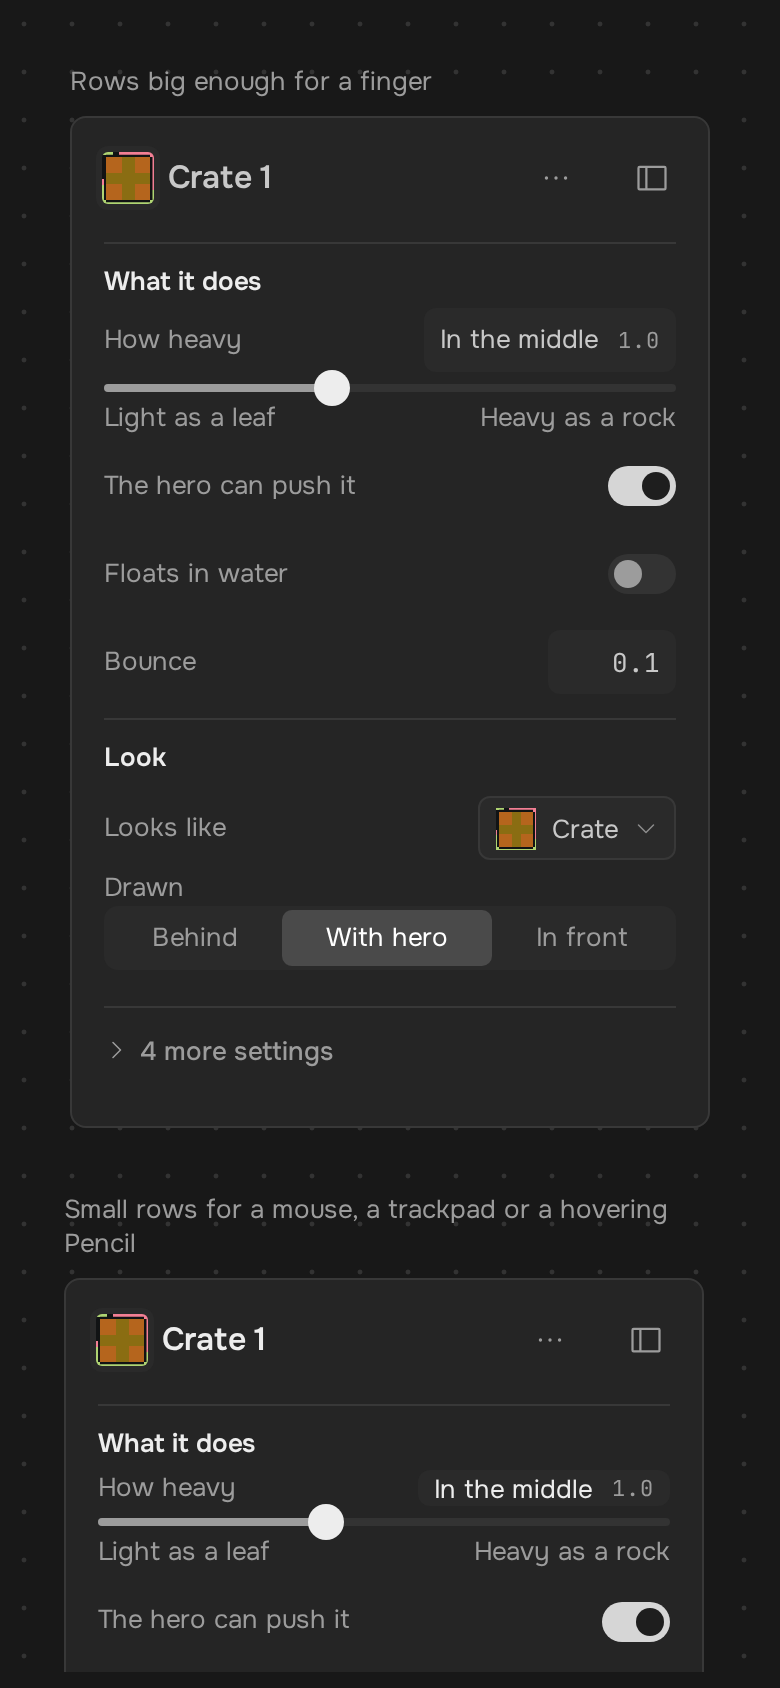 Rows big enough for a finger
Crate 1
What it does
How heavy
In the middle 1.0
Light as a leaf
Heavy as a rock
The hero can push it
Floats in water
Bounce
0.1
Look
Looks like
Crate
Drawn
Behind
With hero
In front
4 more settings
Small rows for a mouse, a trackpad or a hovering
Pencil
Crate 1
What it does
How heavy
In the middle 1.0
Light as a leaf
Heavy as a rock
The hero can push it